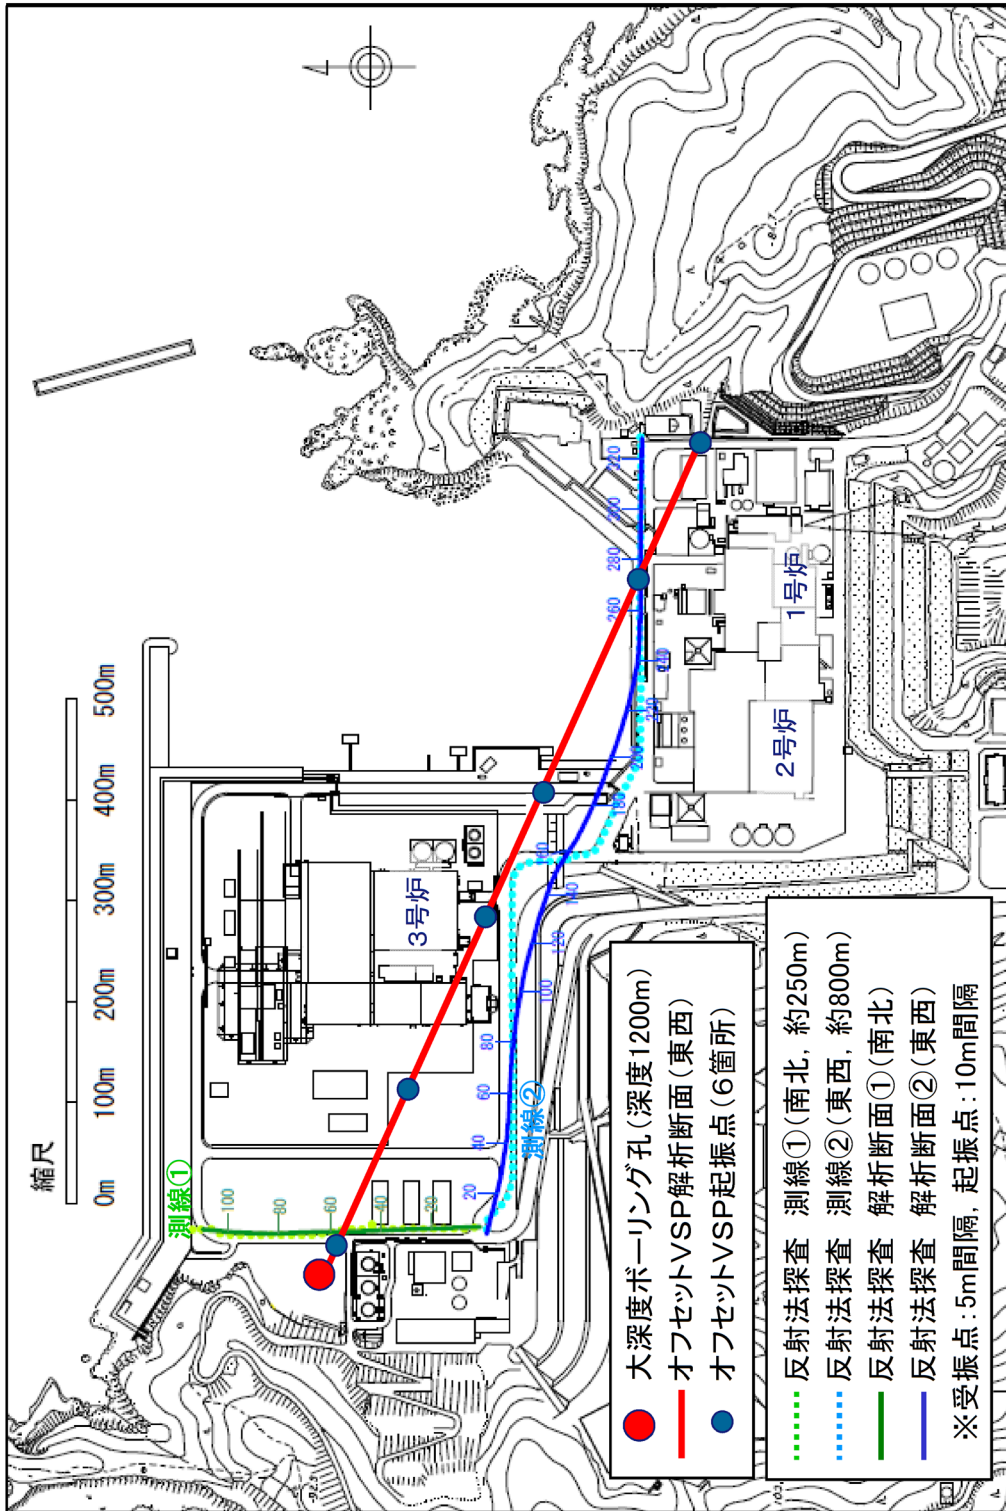 縮尺
0m 100m 200m 300m 400m 500m
測線①
100
80
60
40
20
3号炉
測線②
20
40
60
80
100
120
140
160
180
200
220
240
260
280
300
320
2号炉
1号炉
大深度ボーリング孔(深度1200m)
オフセットVSP解析断面(東西)
オフセットVSP起振点(6箇所)
反射法探査 測線①(南北, 約250m)
反射法探査 測線②(東西, 約800m)
反射法探査 解析断面①(南北)
反射法探査 解析断面②(東西)
※受振点:5m間隔, 起振点:10m間隔